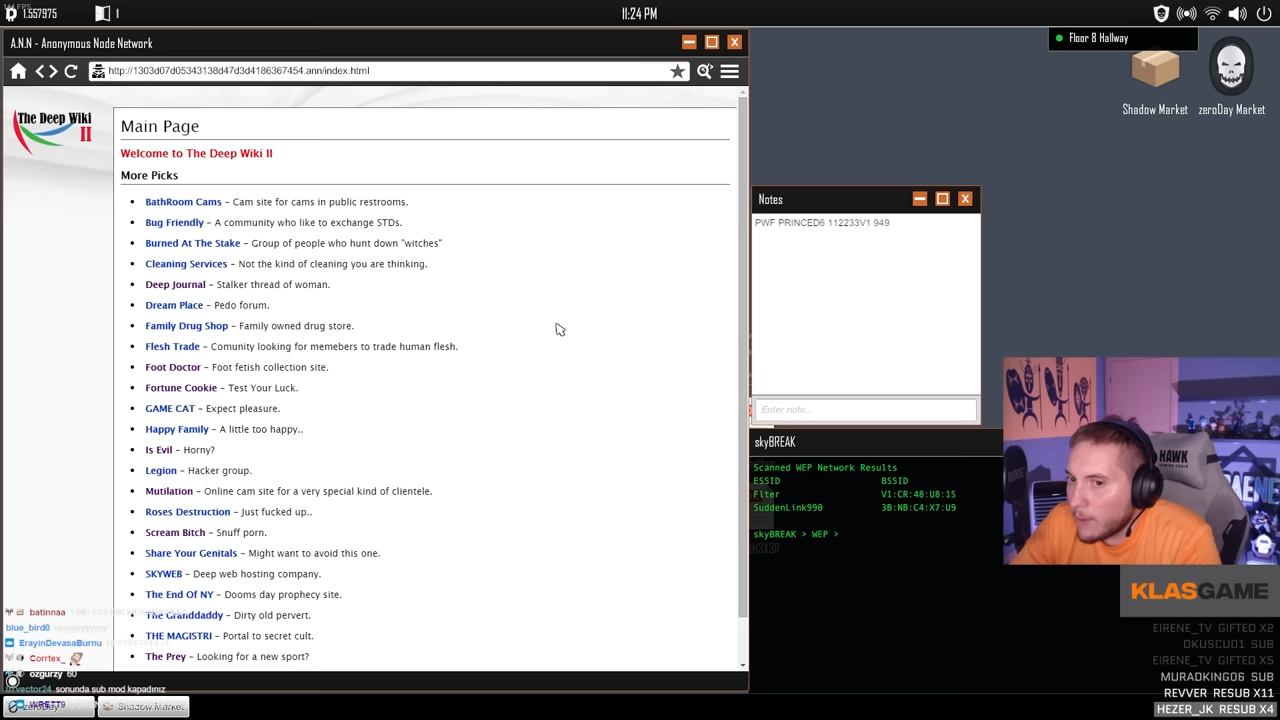 1.557975
1
11:24 PM
Floor 8 Hallway
A.N.N - Anonymous Node Network
http://1303d07d05343138d47d3d4186367454.ann/index.html
Shadow Market
zeroDay Market
The Deep Wiki
II
Main Page
Welcome to The Deep Wiki II
More Picks
BathRoom Cams - Cam site for cams in public restrooms.
Bug Friendly - A community who like to exchange STDs.
Burned At The Stake - Group of people who hunt down "witches"
Cleaning Services - Not the kind of cleaning you are thinking.
Deep Journal - Stalker thread of woman.
Dream Place - Pedo forum.
Family Drug Shop - Family owned drug store.
Flesh Trade - Comunity looking for memebers to trade human flesh.
Foot Doctor - Foot fetish collection site.
Fortune Cookie - Test Your Luck.
GAME CAT - Expect pleasure.
Happy Family - A little too happy..
Is Evil - Horny?
Legion - Hacker group.
Mutilation - Online cam site for a very special kind of clientele.
Roses Destruction - Just fucked up..
Scream Bitch - Snuff porn.
Share Your Genitals - Might want to avoid this one.
SKYWEB - Deep web hosting company.
The End Of NY - Dooms day prophecy site.
The Granddaddy - Dirty old pervert.
THE MAGISTRI - Portal to secret cult.
The Prey - Looking for a new sport?
Notes
PWF PRINCED6 112233V1 949
Enter note...
skyBREAK
Scanned WEP Network Results
ESSID BSSID
Flter V1:CR:48:U8:1S
SuddenLink990 3B:NB:C4:X7:U9
skyBREAK > WEP >
HAWK
GAMING CHAIR
KLASGAME
EIRENE_TV GIFTED X2
DKUSCU01 SUB
EIRENE_TV GIFTED X5
MURADKING06 SUB
REVVER RESUB X11
HEZER_JK RESUB X4
batinnaa
blue_bird0
ErayinDevasaBurnu
Corrtex_
ozgurzy 60
sonunda sub mod kapadınız
zeroDay
Shadow Market